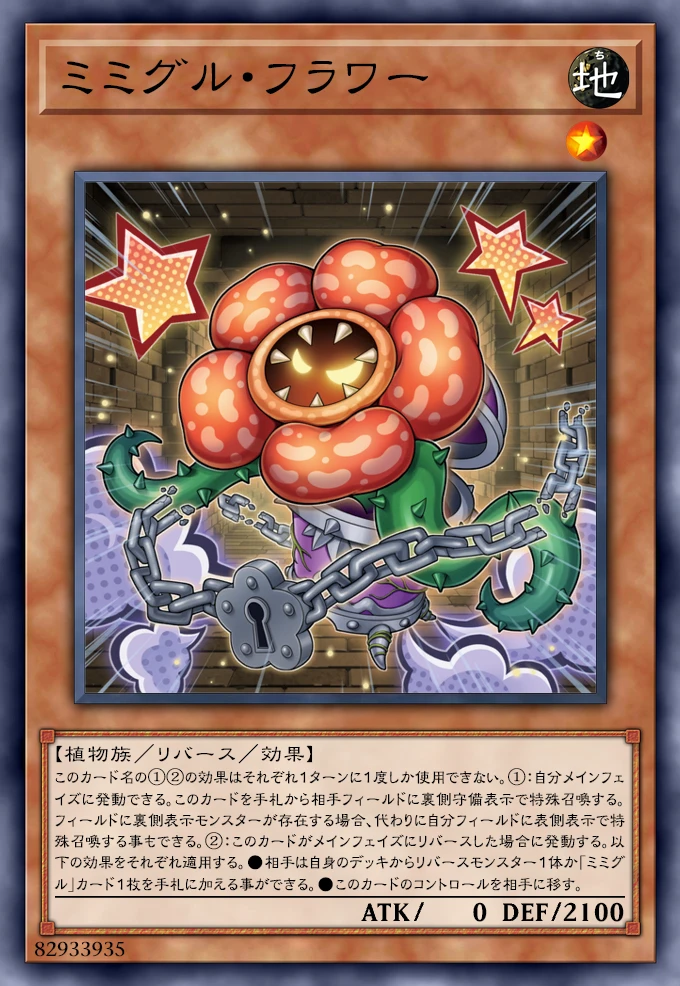 ミミグル・フラワー
ち
地
【植物族／リバース／効果】
このカード名の①②の効果はそれぞれ1ターンに1度しか使用できない。①：自分メインフェ
イズに発動できる。このカードを手札から相手フィールドに裏側守備表示で特殊召喚する。
フィールドに裏側表示モンスターが存在する場合、代わりに自分フィールドに表側表示で特
殊召喚する事もできる。②：このカードがメインフェイズにリバースした場合に発動する。以
下の効果をそれぞれ適用する。●相手は自身のデッキからリバースモンスター1体か「ミミグ
ル」カード1枚を手札に加える事ができる。●このカードのコントロールを相手に移す。
ATK/ 0 DEF/2100
82933935